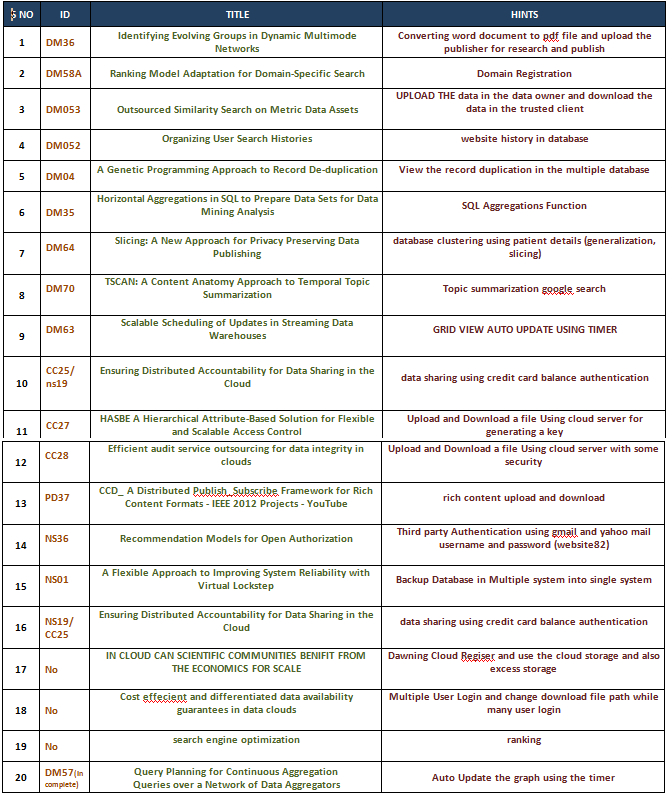 S NO ID TITLE HINTS
1 DM36 Identifying Evolving Groups in Dynamic Multimode Networks Converting word document to pdf file and upload the publisher for research and publish
2 DM58A Ranking Model Adaptation for Domain-Specific Search Domain Registration
3 DM053 Outsourced Similarity Search on Metric Data Assets UPLOAD THE data in the data owner and download the data in the trusted client
4 DM052 Organizing User Search Histories website history in database
5 DM04 A Genetic Programming Approach to Record De-duplication View the record duplication in the multiple database
6 DM35 Horizontal Aggregations in SQL to Prepare Data Sets for Data Mining Analysis SQL Aggregations Function
7 DM64 Slicing: A New Approach for Privacy Preserving Data Publishing database clustering using patient details (generalization, slicing)
8 DM70 TSCAN: A Content Anatomy Approach to Temporal Topic Summarization Topic summarization google search
9 DM63 Scalable Scheduling of Updates in Streaming Data Warehouses GRID VIEW AUTO UPDATE USING TIMER
10 CC25/ ns19 Ensuring Distributed Accountability for Data Sharing in the Cloud data sharing using credit card balance authentication
11 CC27 HASBE A Hierarchical Attribute-Based Solution for Flexible and Scalable Access Control Upload and Download a file Using cloud server for generating a key
12 CC28 Efficient audit service outsourcing for data integrity in clouds Upload and Download a file Using cloud server with some security
13 PD37 CCD_ A Distributed Publish_Subscribe Framework for Rich Content Formats - IEEE 2012 Projects - YouTube rich content upload and download
14 NS36 Recommendation Models for Open Authorization Third party Authentication using gmail and yahoo mail username and password (website82)
15 NS01 A Flexible Approach to Improving System Reliability with Virtual Lockstep Backup Database in Multiple system into single system
16 NS19/ CC25 Ensuring Distributed Accountability for Data Sharing in the Cloud data sharing using credit card balance authentication
17 No IN CLOUD CAN SCIENTIFIC COMMUNITIES BENIFIT FROM THE ECONOMICS FOR SCALE Dawning Cloud Regiser and use the cloud storage and also excess storage
18 No Cost effecient and differentiated data availability guarantees in data clouds Multiple User Login and change download file path while many user login
19 No search engine optimization ranking
20 DM57(in complete) Query Planning for Continuous Aggregation Queries over a Network of Data Aggregators Auto Update the graph using the timer